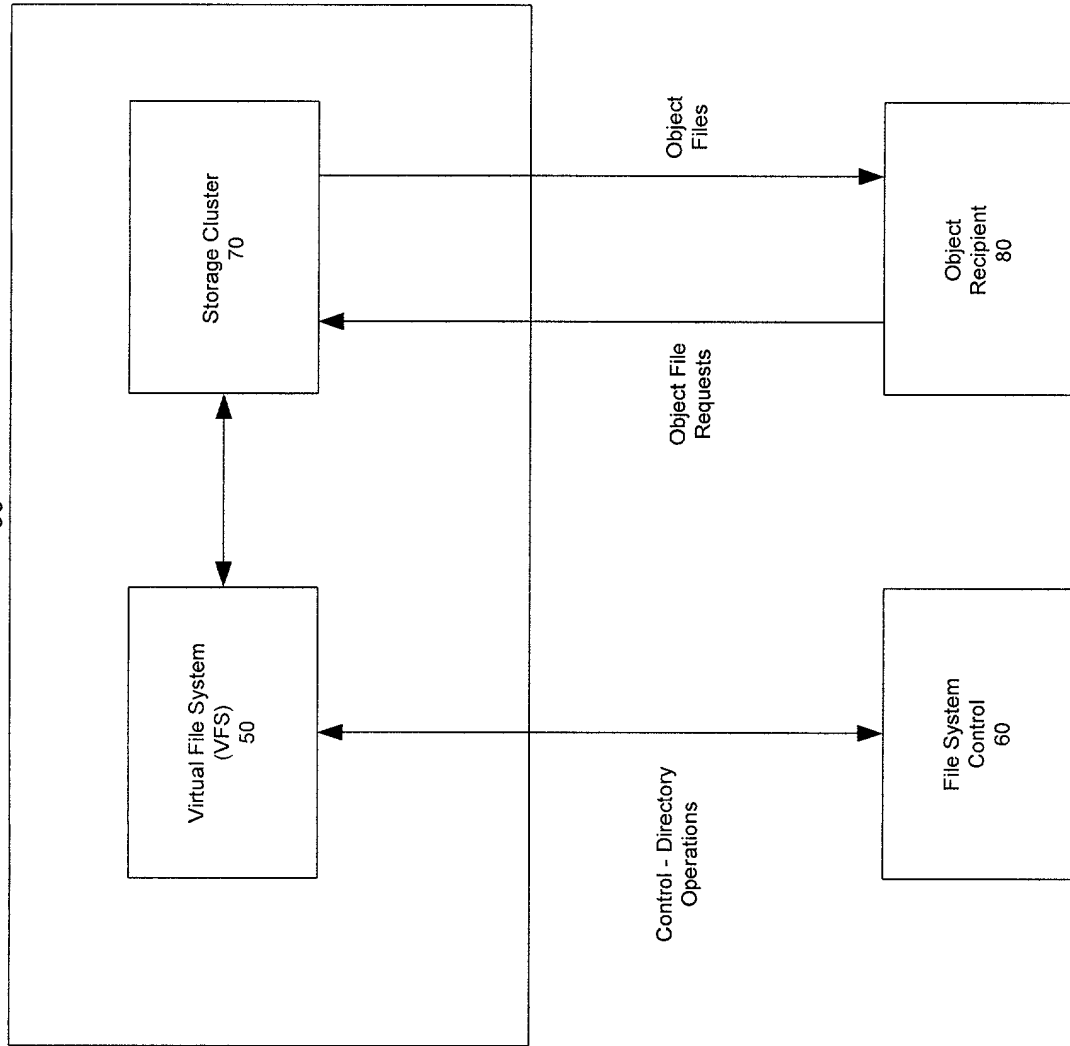 Virtual File System
(VFS)
50
Storage Cluster
70
Control - Directory
Operations
Object File
Requests
Object
Files
File System
Control
60
Object
Recipient
80